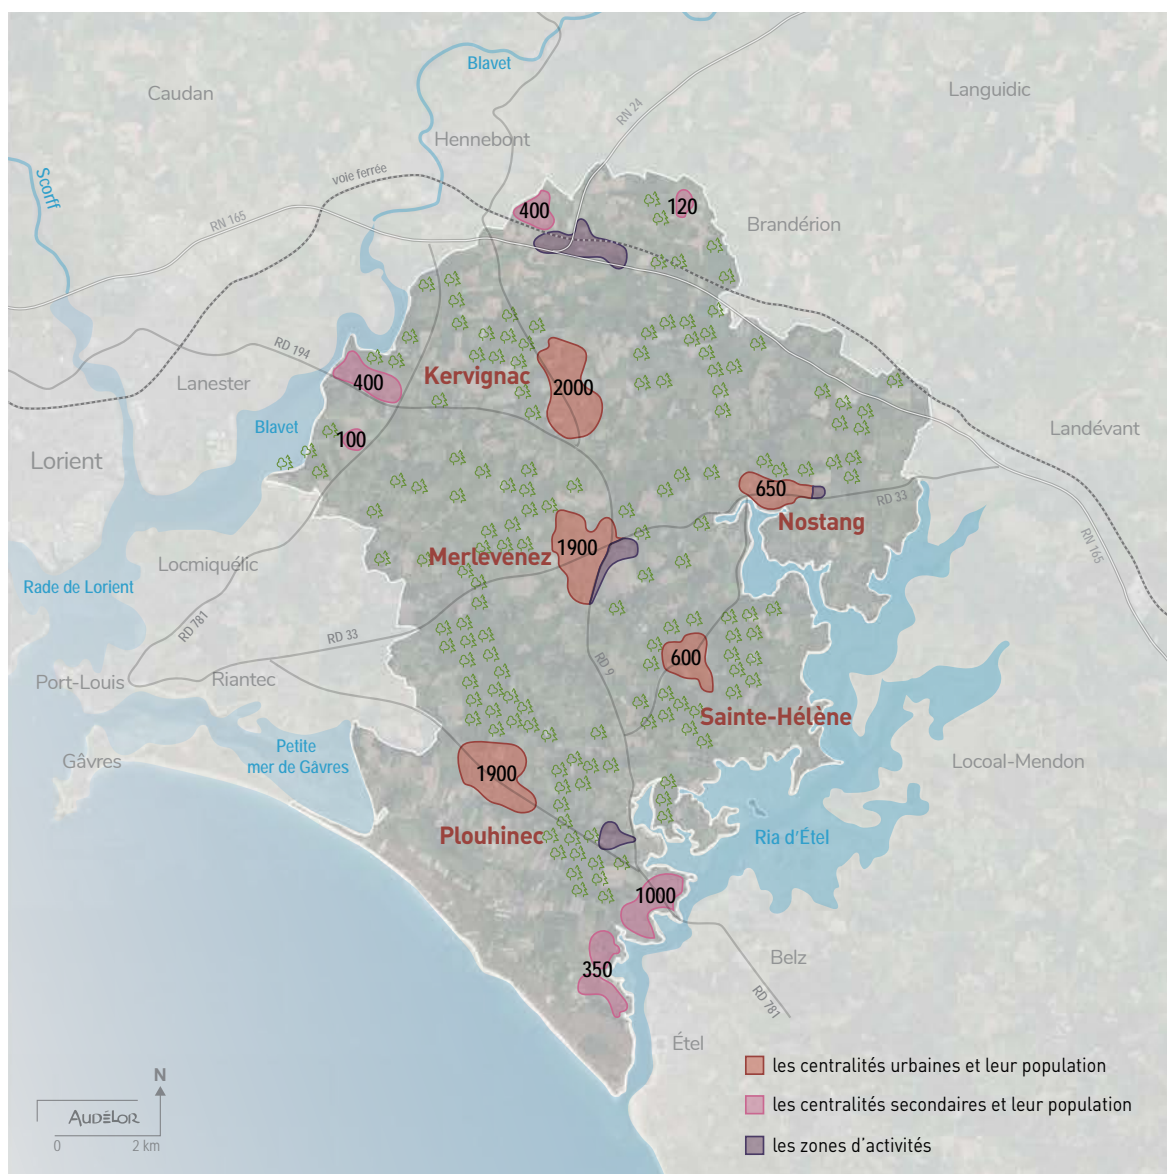 Blavet
Caudan
Languidic
RN 24
Hennebont
voie ferrée
Scorff
400
120
RN 165
Brandérion
RD 194
Kervignac
Lanester
400
2000
Blavet
100
Landévant
Lorient
650
RD 33
Nostang
Merlevenez
1900
RN 165
Locmiquélic
Rade de Lorient
RD 781
RD 33
600
RD 9
Port-Louis
Riantec
Sainte-Hélène
Petite
mer de Gâvres
Gâvres
Locoal-Mendon
1900
Plouhinec
Ria d'Étel
1000
Belz
350
RD 781
Étel
les centralités urbaines et leur population
N
les centralités secondaires et leur population
AUDÉLOR
0 2 km
les zones d'activités